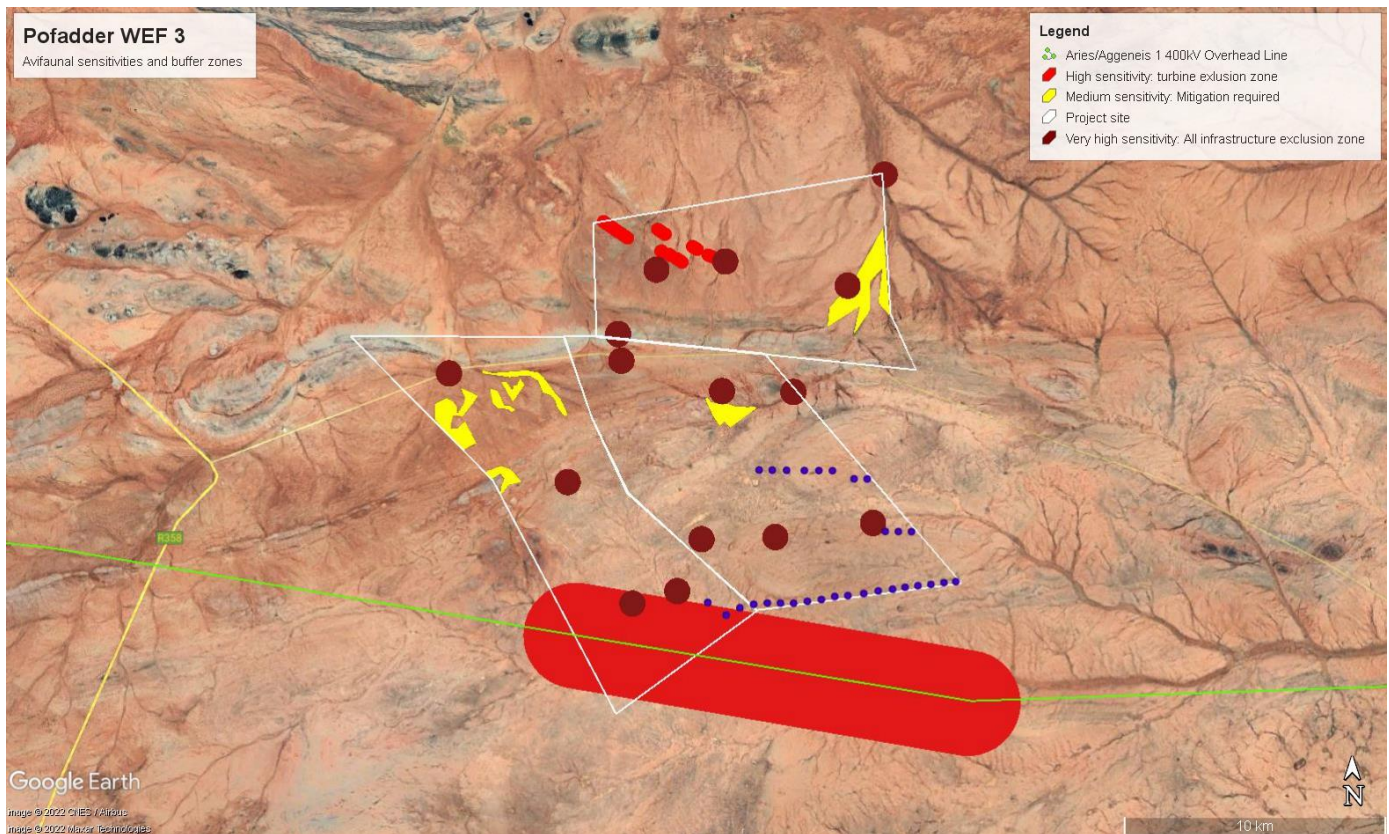 Pofadder WEF 3
Avifaunal sensitivities and buffer zones
Legend
Aries/Aggeneis 1 400kV Overhead Line
High sensitivity: turbine exlusion zone
Medium sensitivity: Mitigation required
Project site
Very high sensitivity: All infrastructure exclusion zone
R358
Google Earth
Image © 2022 CNES / Airbus
Image © 2022 Maxar Technologies
N
10 km